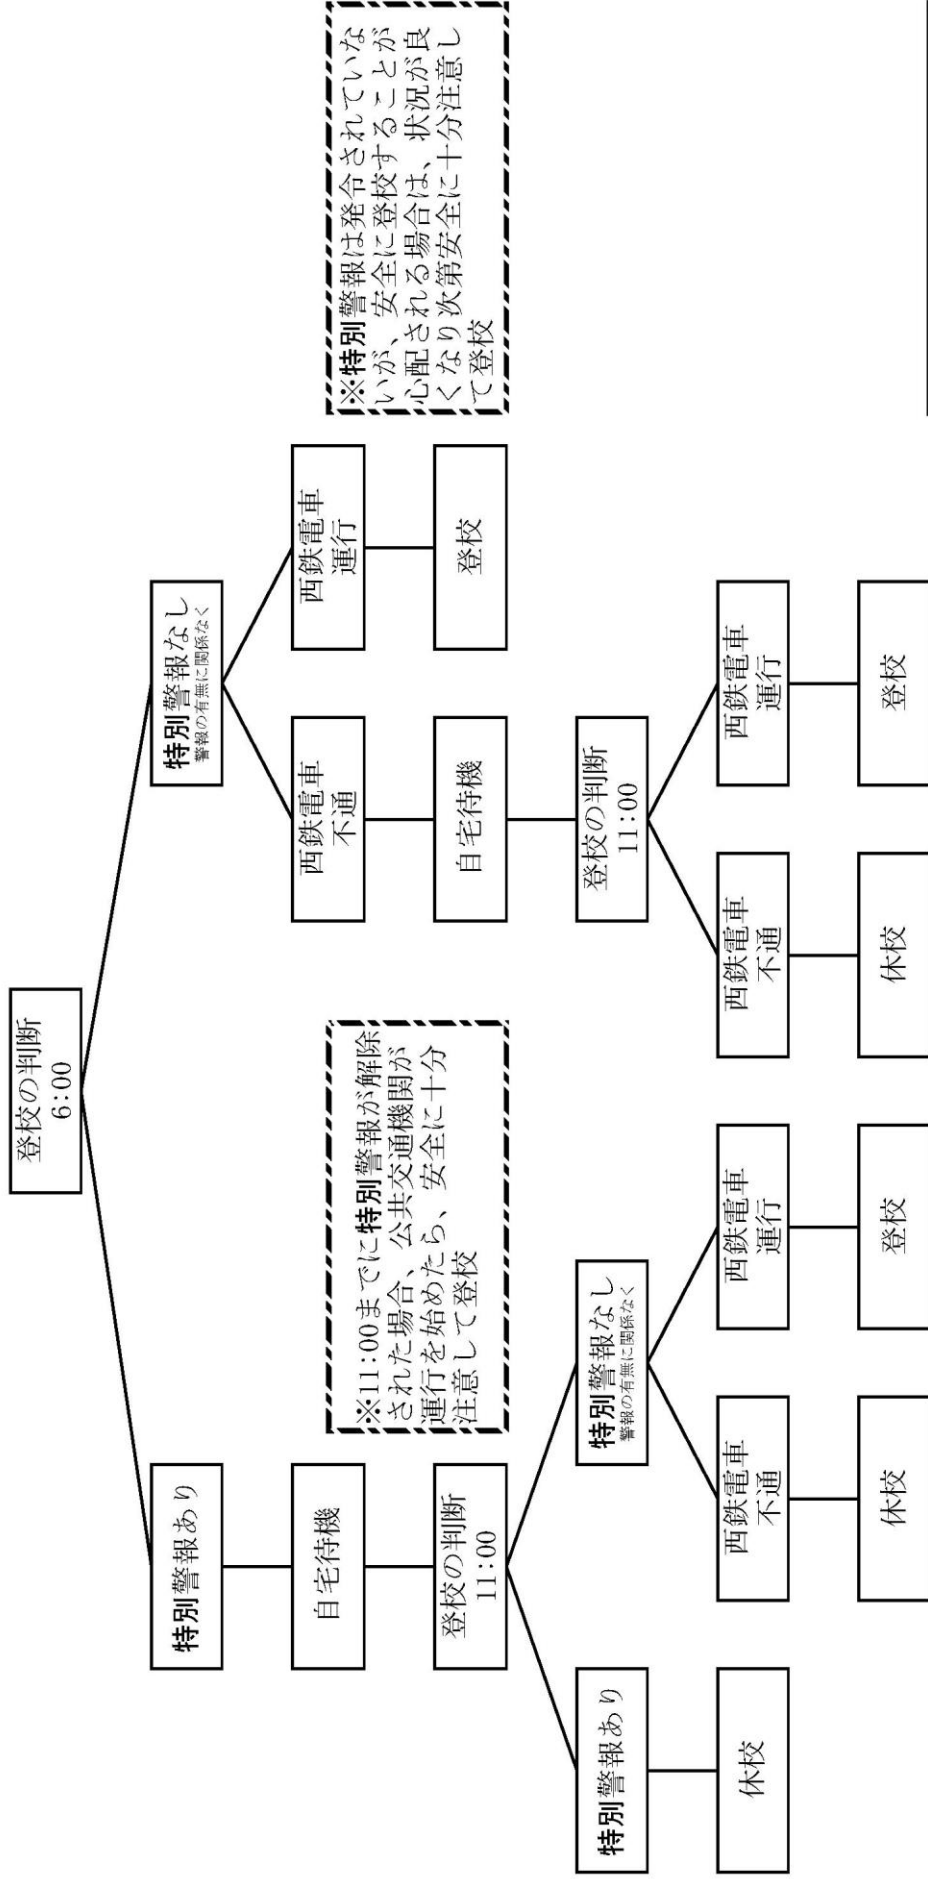 登校の判断
6:00
特別警報あり
特別警報なし
警報の有無に関係なく
自宅待機
西鉄電車
不通
西鉄電車
運行
※11:00までに特別警報が解除
された場合、公共交通機関が
運行を始めたら、安全に十分
注意して登校
※特別警報は発令されていな
いが、安全に登校することが
心配される場合は、状況が良
くなり次第安全に十分注意し
て登校
登校の判断
11:00
自宅待機
登校
特別警報あり
特別警報なし
警報の有無に関係なく
登校の判断
11:00
休校
西鉄電車
不通
西鉄電車
運行
西鉄電車
不通
西鉄電車
運行
休校
登校
休校
登校